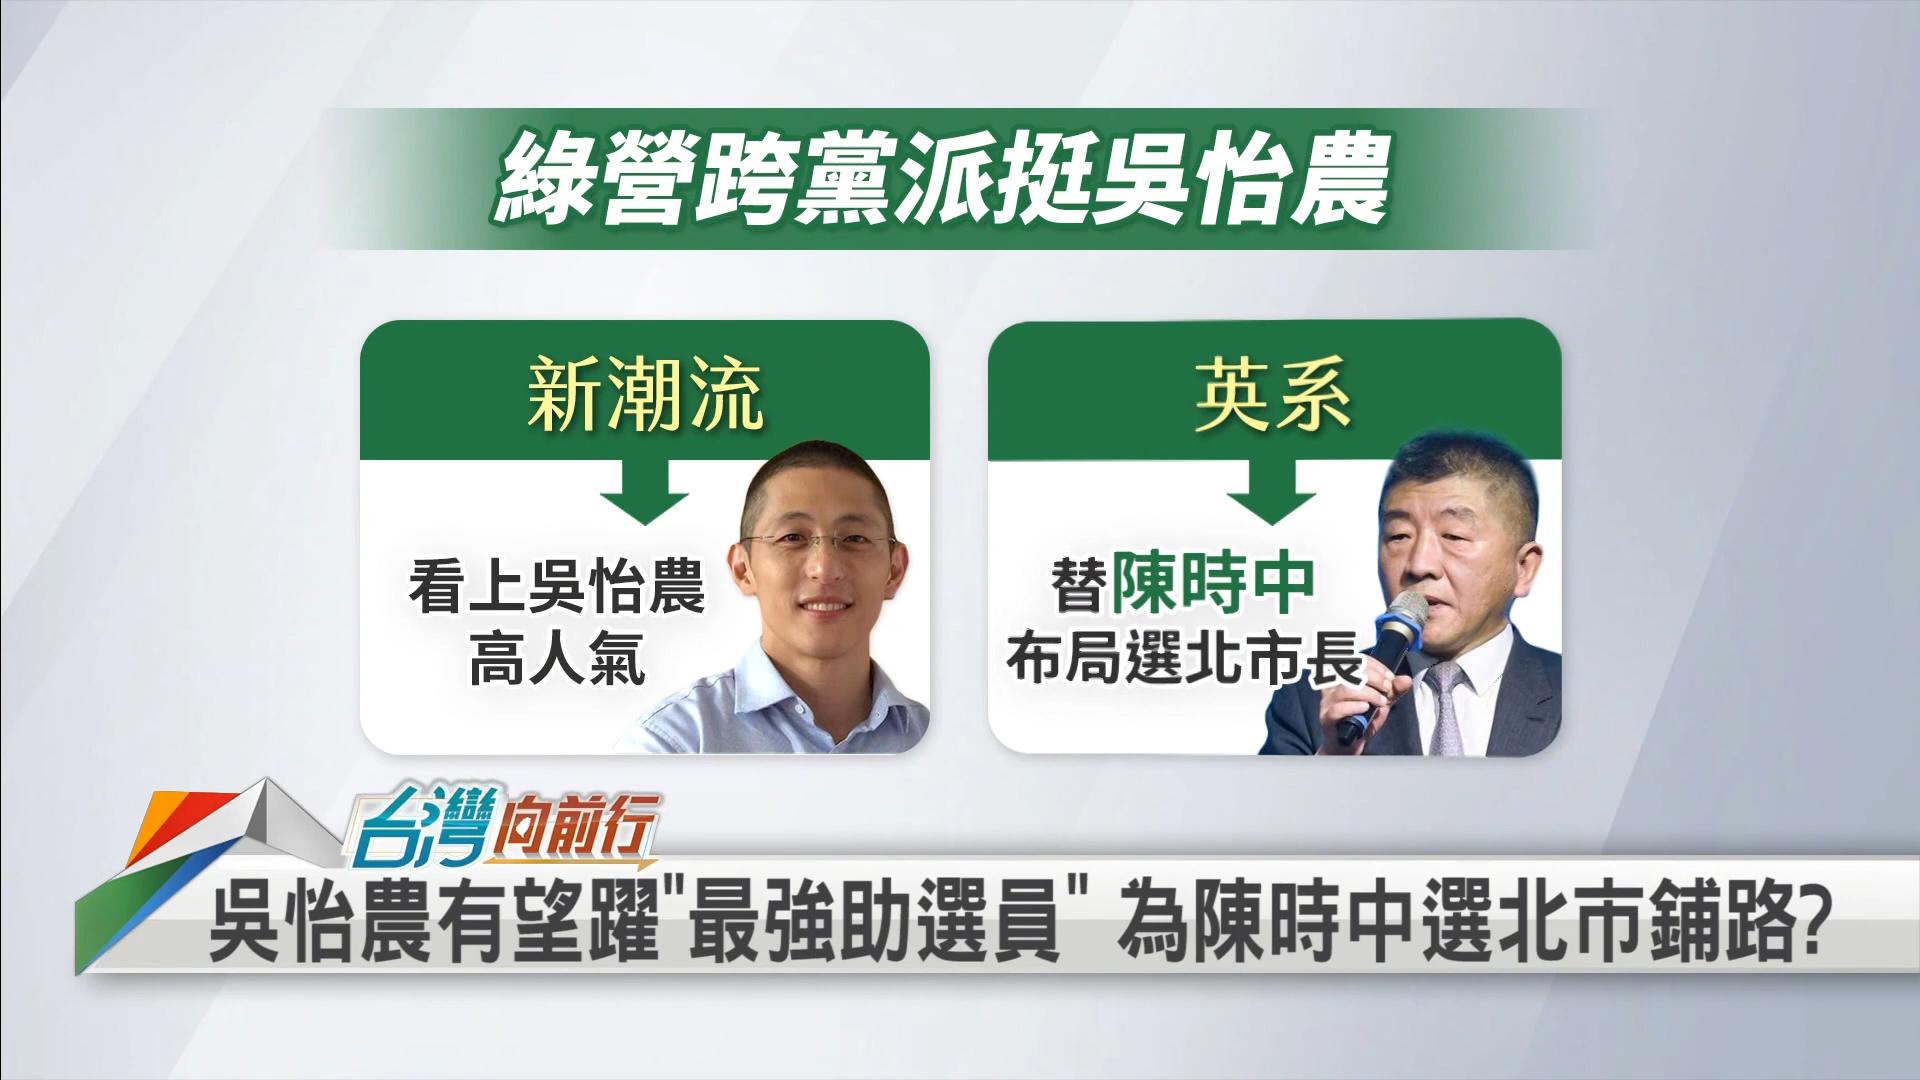 綠營跨黨派挺吳怡農
新潮流
看上吳怡農
高人氣
英系
替陳時中
布局選北市長
台灣向前行
吳怡農有望躍"最強助選員" 為陳時中選北市鋪路?